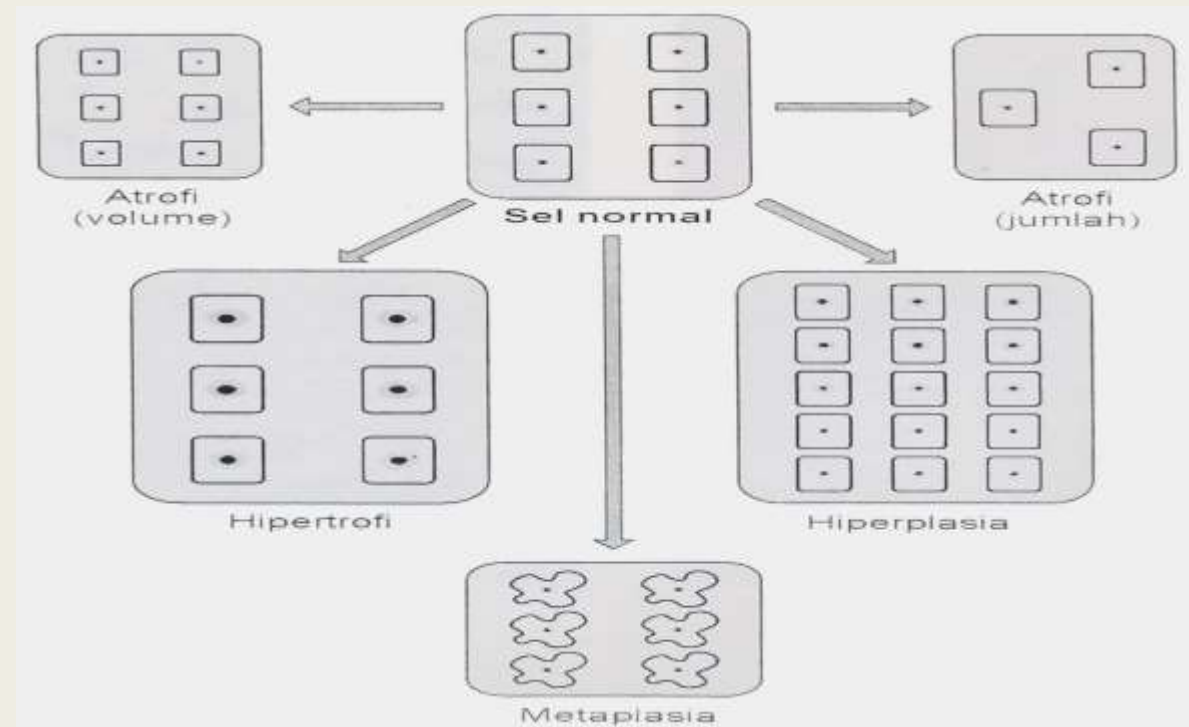 Atrofi
(volume)
Sel normal
Atrofi
(jumlah)
Hipertrofi
Hiperplasia
Metaplasia